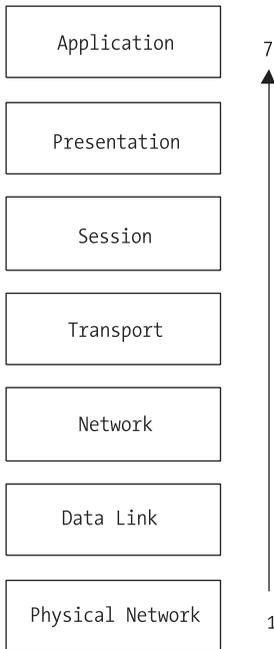 Application
7
Presentation
Session
Transport
Network
Data Link
Physical Network
1